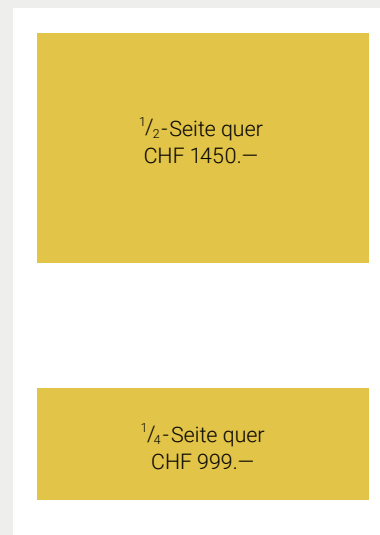 1/2-Seite quer
CHF 1450.—
1/4-Seite quer
CHF 999.—